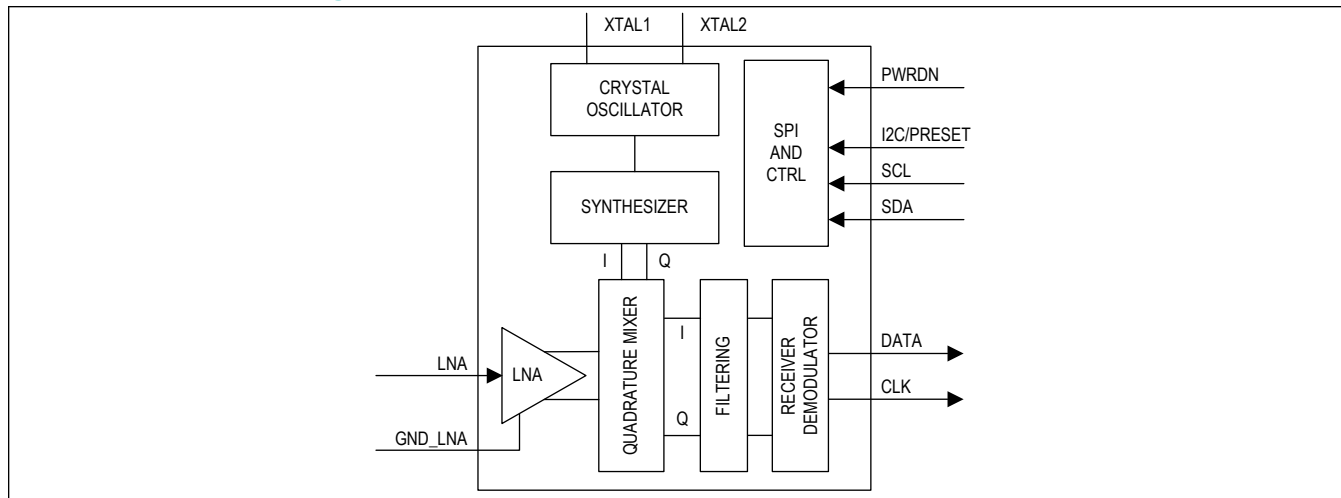 XTAL1
XTAL2
CRYSTAL
OSCILLATOR
SPI
AND
CTRL
PWRDN
I2C/PRESET
SCL
SDA
SYNTHESIZER
I
Q
LNA
LNA
GND_LNA
QUADRATURE MIXER
I
Q
FILTERING
RECEIVER
DEMODULATOR
DATA
CLK